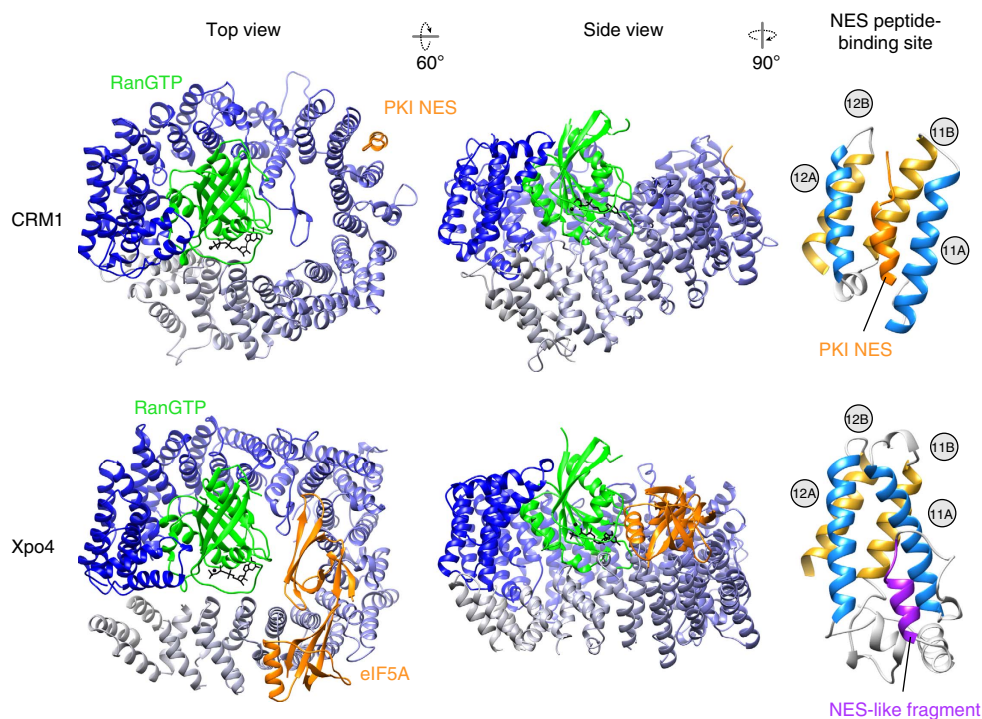 Top view
60°
Side view
90°
NES peptide-
binding site
CRM1
RanGTP
PKI NES
12B
11B
12A
11A
PKI NES
Xpo4
RanGTP
eIF5A
12B
11B
12A
11A
NES-like fragment